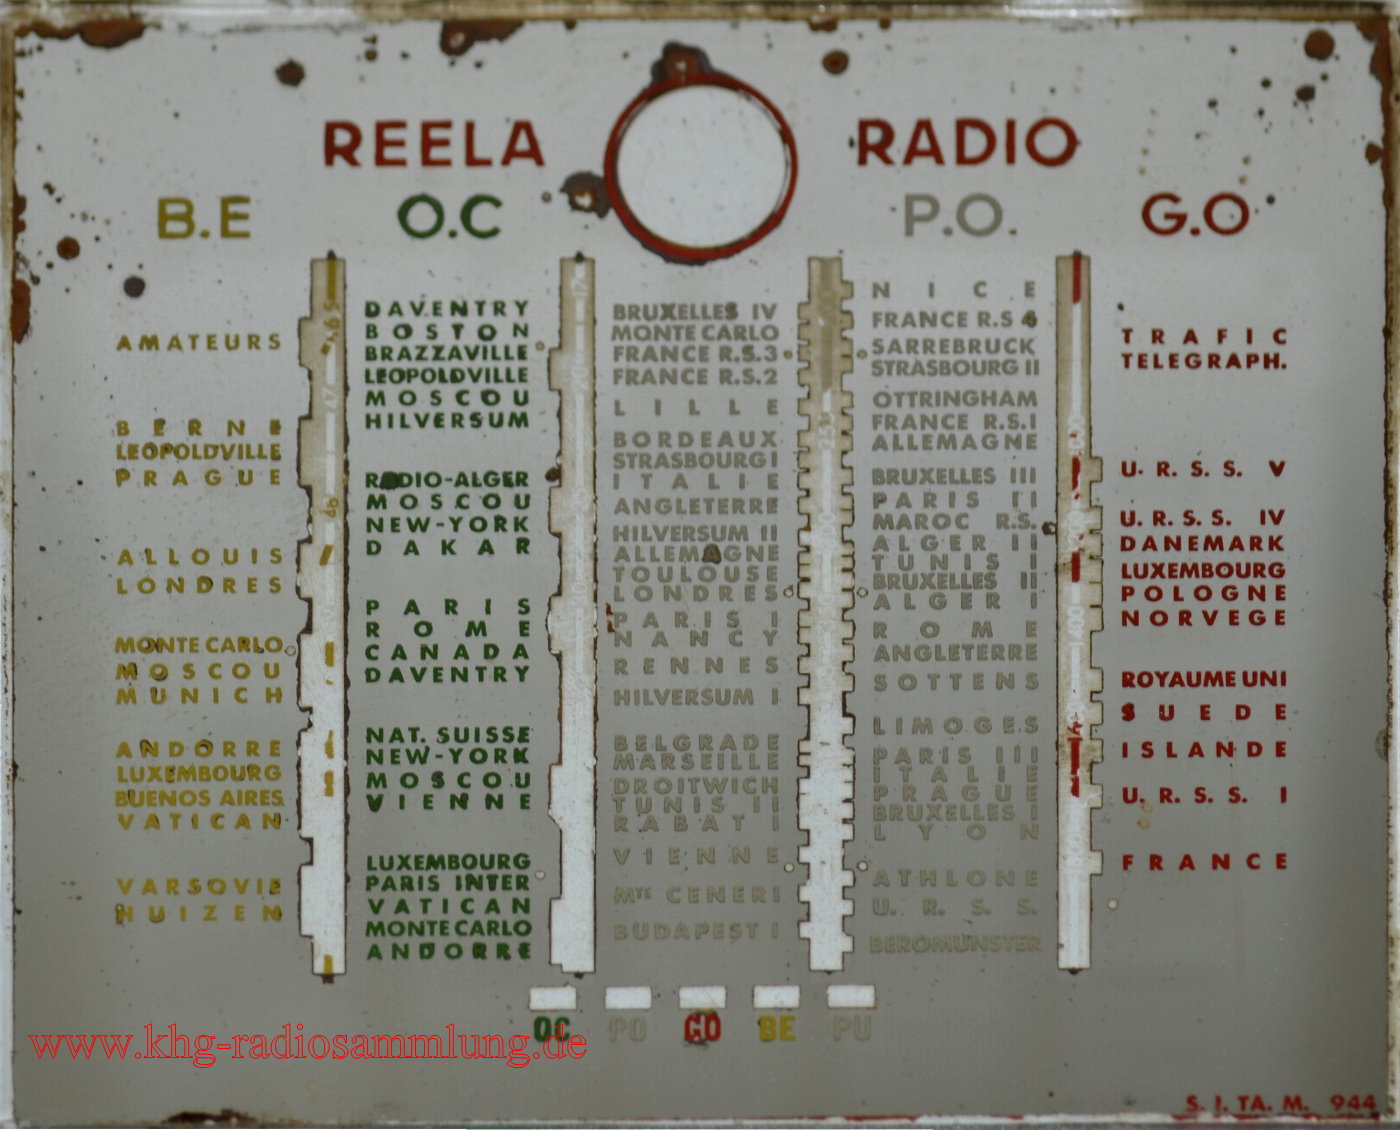 REELA RADIO
B.E O.C P.O. G.O
AMATEURS
BERNE
LEOPOLDVILLE
PRAGUE
ALLOUIS
LONDRES
MONTE CARLO
MOSCOU
MUNICH
ANDORRE
LUXEMBOURG
BUENOS AIRES
VATICAN
VARSOVIE
HUIZEN
DAVENTRY
BOSTON
BRAZZAVILLE
LEOPOLDVILLE
MOSCOU
HILVERSUM
RADIO-ALGER
MOSCOU
NEW-YORK
DAKAR
PARIS
ROME
CANADA
DAVENTRY
NAT. SUISSE
NEW-YORK
MOSCOU
VIENNE
LUXEMBOURG
PARIS INTER
VATICAN
MONTE CARLO
ANDORRE
BRUXELLES IV
MONTE CARLO
FRANCE R.S.3
FRANCE R.S.2
LILLE
BORDEAUX
STRASBOURG I
ITALIE
ANGLETERRE
HILVERSUM II
ALLEMAGNE
TOULOUSE
LONDRES
PARIS I
NANCY
RENNES
HILVERSUM I
BELGRADE
MARSEILLE
DROITWICH
TUNIS II
RABAT I
VIENNE
MTE CENERI
BUDAPEST I
NICE
FRANCE R.S 4
SARREBRUCK
STRASBOURG II
OTTRINGHAM
FRANCE R.S.I
ALLEMAGNE
BRUXELLES III
PARIS II
MAROC R.S.
ALGER II
TUNIS I
BRUXELLES II
ALGER I
ROME
ANGLETERRE
SOTTENS
LIMOGES
PARIS III
ITALIE
PRAGUE
BRUXELLES I
LYON
ATHLONE
U. R. S. S.
BEROMUNSTER
TRAFIC
TELEGRAPH.
U. R. S. S. V
U. R. S. S. IV
DANEMARK
LUXEMBOURG
POLOGNE
NORVEGE
ROYAUME UNI
SUEDE
ISLANDE
U. R. S. S. I
FRANCE
OC PO GO BE PU
www.khg-radiosammlung.de
S. I. TA. M. 944